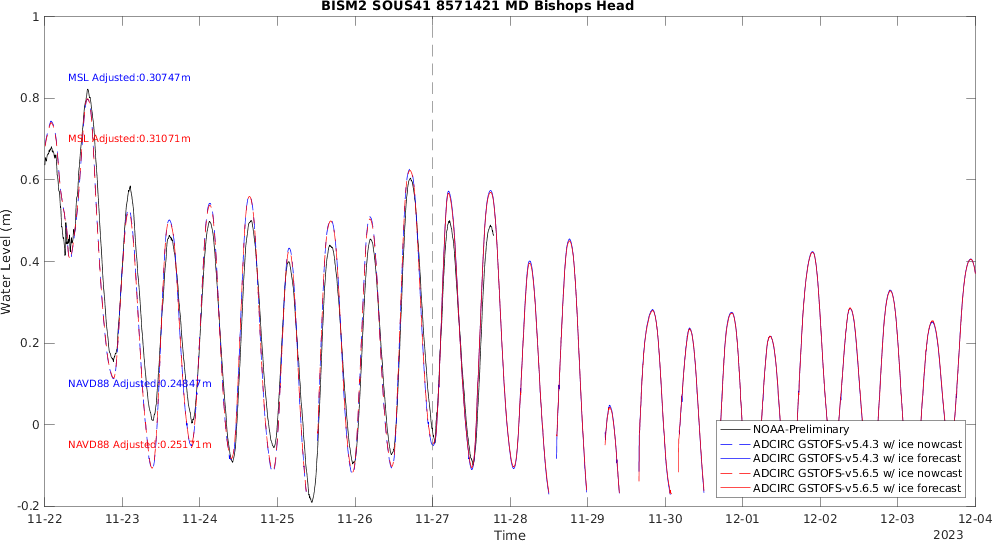 BISM2 SOUS41 8571421 MD Bishops Head
1
0.8
0.6
0.4
0.2
0
-0.2
Water Level (m)
MSL Adjusted:0.30747m
MSL Adjusted:0.31071m
NAVD88 Adjusted:0.24847m
NAVD88 Adjusted:0.25171m
NOAA-Preliminary
ADCIRC GSTOFS-v5.4.3 w/ ice nowcast
ADCIRC GSTOFS-v5.4.3 w/ ice forecast
ADCIRC GSTOFS-v5.6.5 w/ ice nowcast
ADCIRC GSTOFS-v5.6.5 w/ ice forecast
11-22 11-23 11-24 11-25 11-26 11-27 11-28 11-29 11-30 12-01 12-02 12-03 12-04
Time
2023